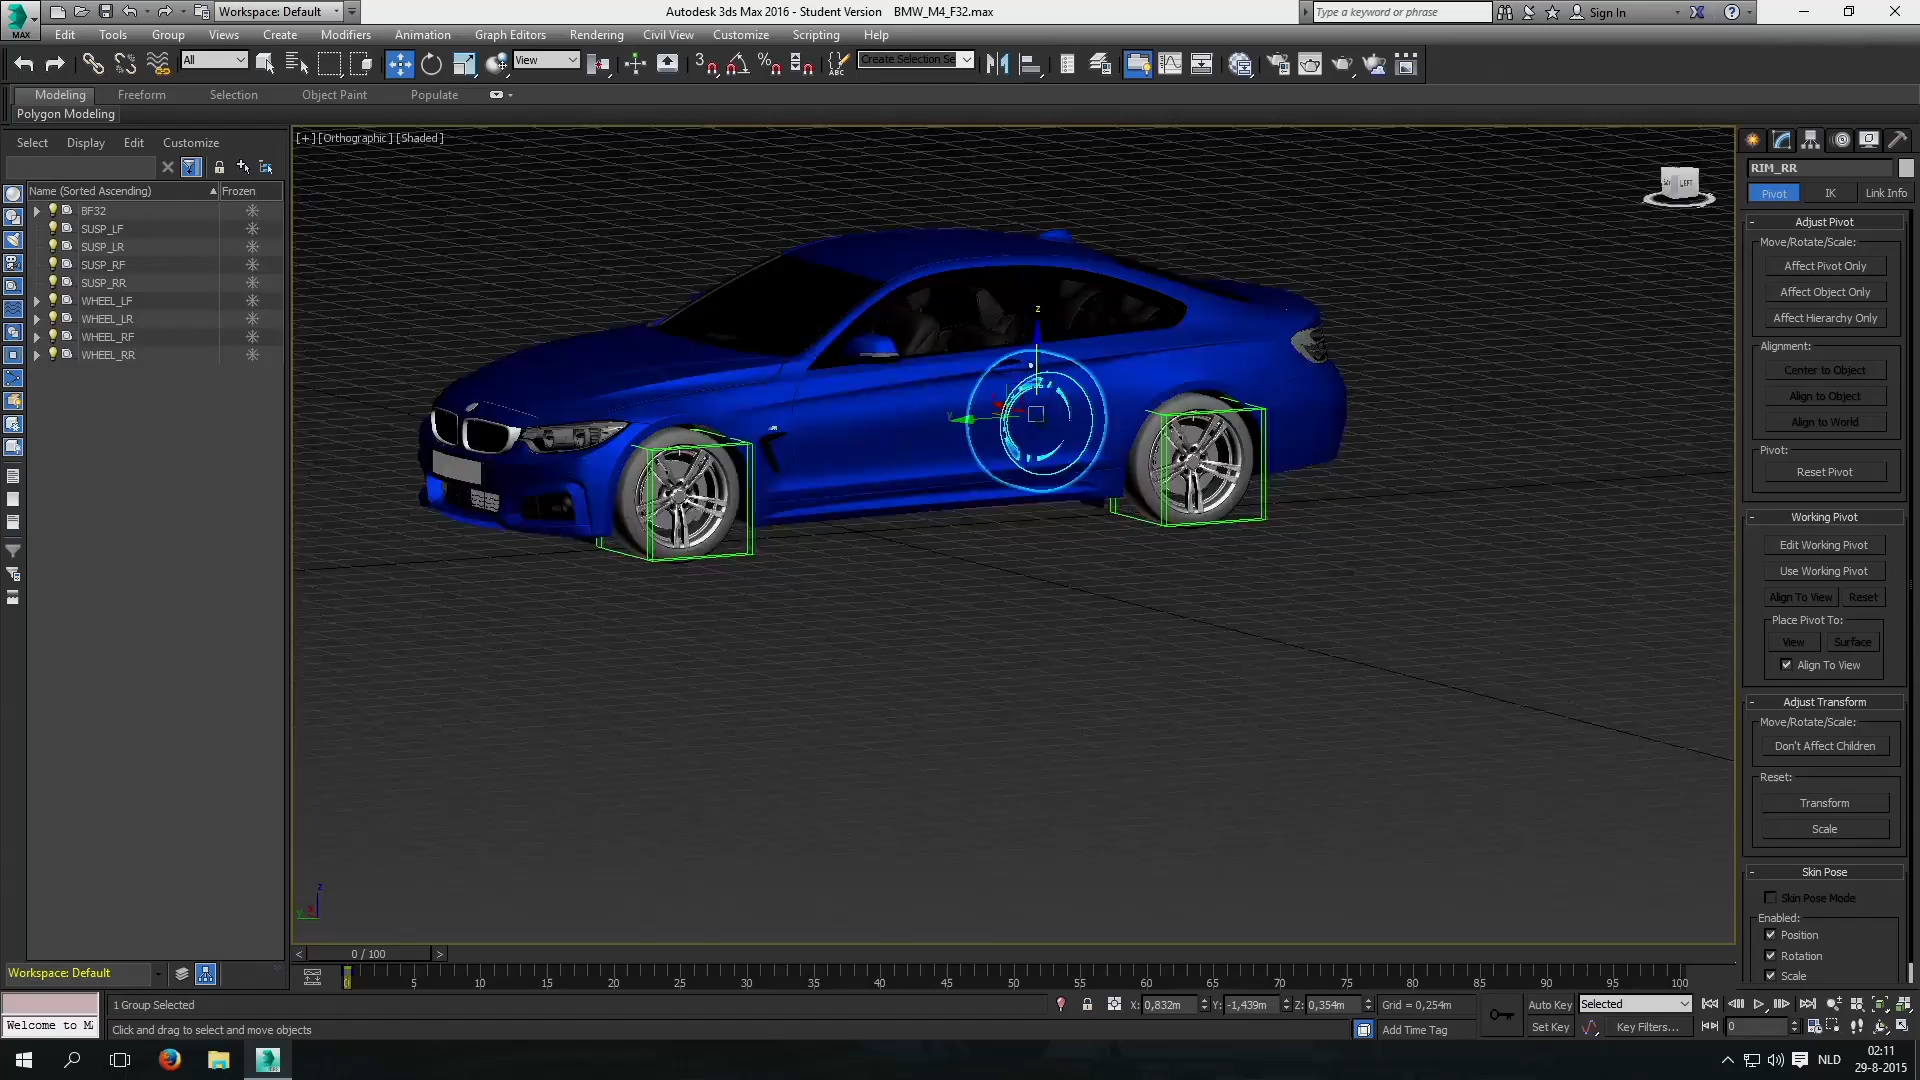 Workspace: Default
Autodesk 3ds Max 2016 - Student Version BMW_M4_F32.max
Type a keyword or phrase
Sign In
MAX
Edit Tools Group Views Create Modifiers Animation Graph Editors Rendering Civil View Customize Scripting Help
All
View
3
ABC
Create Selection Se
Modeling Freeform Selection Object Paint Populate
Polygon Modeling
Select Display Edit Customize
Name (Sorted Ascending) Frozen
BF32
SUSP_LF
SUSP_LR
SUSP_RF
SUSP_RR
WHEEL_LF
WHEEL_LR
WHEEL_RF
WHEEL_RR
[+] [Orthographic] [Shaded]
LEFT
z
y
z
y
RIM_RR
Pivot IK Link Info
- Adjust Pivot
Move/Rotate/Scale:
Affect Pivot Only
Affect Object Only
Affect Hierarchy Only
Alignment:
Center to Object
Align to Object
Align to World
Pivot:
Reset Pivot
- Working Pivot
Edit Working Pivot
Use Working Pivot
Align To View Reset
Place Pivot To:
View Surface
Align To View
- Adjust Transform
Move/Rotate/Scale:
Don't Affect Children
Reset:
Transform
Scale
- Skin Pose
Skin Pose Mode
Enabled:
Position
Rotation
Scale
< 0 / 100 >
Workspace: Default
0 5 10 15 20 25 30 35 40 45 50 55 60 65 70 75 80 85 90 95 100
1 Group Selected
X: 0,832m Y: -1,439m Z: 0,354m Grid = 0,254m
Auto Key Selected
Welcome to M
Click and drag to select and move objects
Add Time Tag
Set Key Key Filters... 0
NLD
02:11
29-8-2015